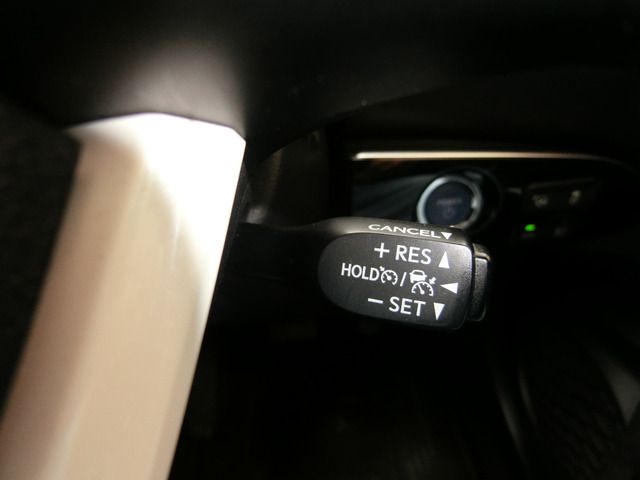 CANCEL▼
+ RES ▲
HOLD / ◄
− SET ▼